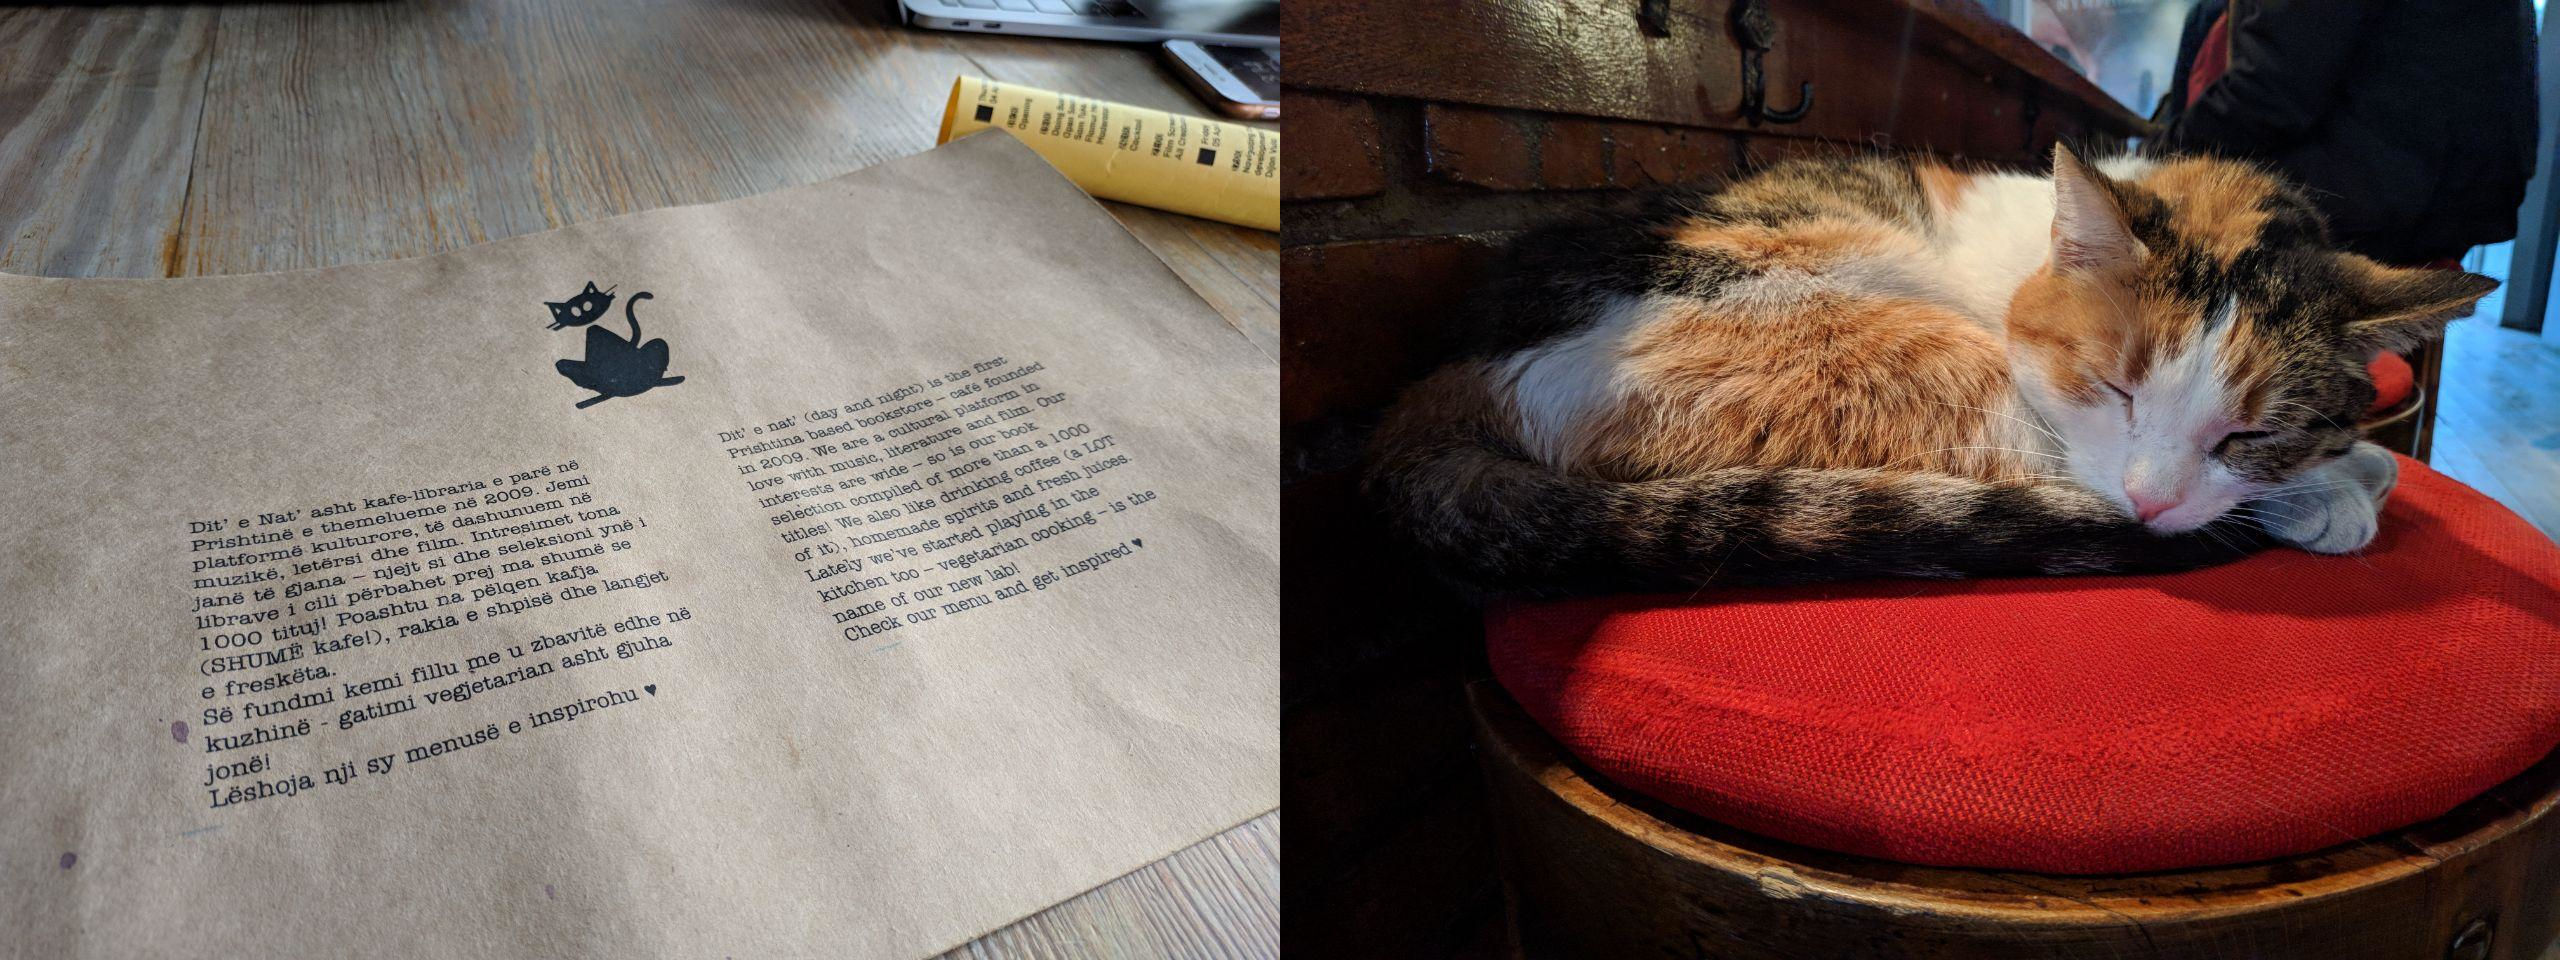 Dit' e Nat' asht kafe-libraria e parë në
Prishtinë e themelueme në 2009. Jemi
platformë kulturore, të dashunuem në
muzikë, letërsi dhe film. Intresimet tona
janë të gjana – njejt si dhe seleksioni ynë i
librave i cili përbahet prej ma shumë se
1000 tituj! Poashtu na pëlqen kafja
(SHUMË kafe!), rakia e shpisë dhe langjet
e freskëta.
Së fundmi kemi fillu me u zbavitë edhe në
kuzhinë - gatimi vegjetarian asht gjuha
jonë!
Lëshoja nji sy menusë e inspirohu ♥
Dit' e nat' (day and night) is the first
Prishtina based bookstore – café founded
in 2009. We are a cultural platform in
love with music, literature and film. Our
interests are wide – so is our book
selection compiled of more than a 1000
titles! We also like drinking coffee (a LOT
of it), homemade spirits and fresh juices.
Lately we've started playing in the
kitchen too – vegetarian cooking – is the
name of our new lab!
Check our menu and get inspired ♥
Opening
Cocktail